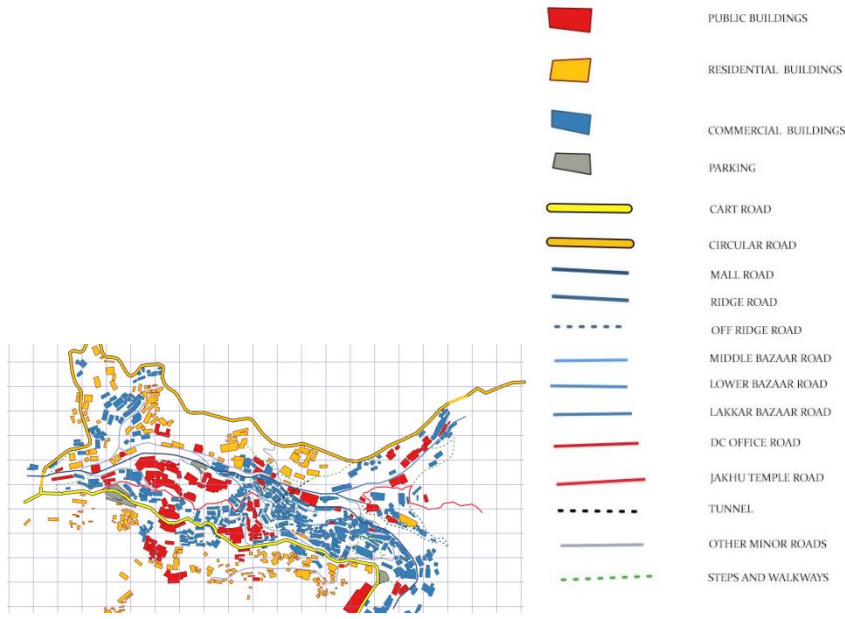 PUBLIC BUILDINGS
RESIDENTIAL BUILDINGS
COMMERCIAL BUILDINGS
PARKING
CART ROAD
CIRCULAR ROAD
MALL ROAD
RIDGE ROAD
OFF RIDGE ROAD
MIDDLE BAZAAR ROAD
LOWER BAZAAR ROAD
LAKKAR BAZAAR ROAD
DC OFFICE ROAD
JAKHU TEMPLE ROAD
TUNNEL
OTHER MINOR ROADS
STEPS AND WALKWAYS